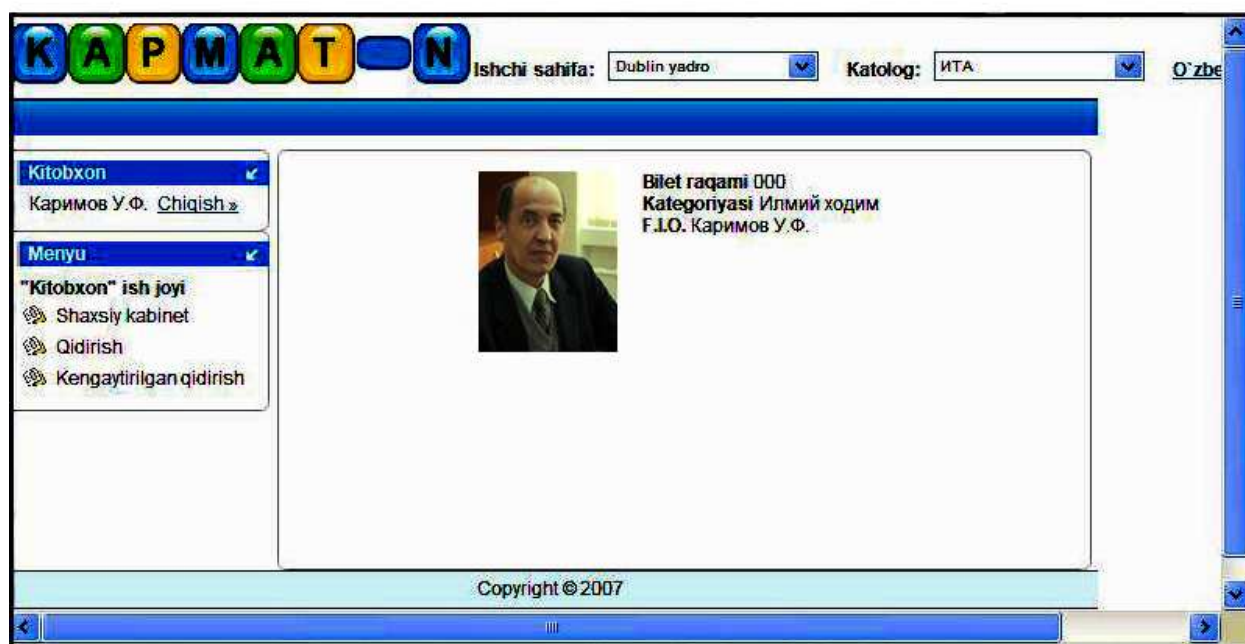 КАРМАТ-N
Ishchi sahifa: Dublin yadro Katolog: ИТА O`zbe
Kitobxon
Каримов У.Ф. Chiqish »
Menyu
"Kitobxon" ish joyi
Shaxsiy kabinet
Qidirish
Kengaytirilgan qidirish
Bilet raqami 000
Kategoriyasi Илмий ходим
F.I.O. Каримов У.Ф.
Copyright © 2007